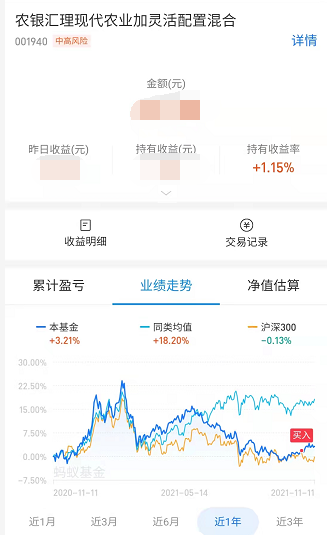 农银汇理现代农业加灵活配置混合
001940 中高风险 详情
金额(元)
昨日收益(元) 持有收益(元) 持有收益率
+1.15%
收益明细 交易记录
累计盈亏 业绩走势 净值估算
本基金 同类均值 沪深300
+3.21% +18.20% -0.13%
30.00%
22.50%
15.00%
7.50%
买入
0.00%
蚂蚁基金
-7.50%
2020-11-11 2021-05-14 2021-11-11
近1月 近3月 近6月 近1年 近3年